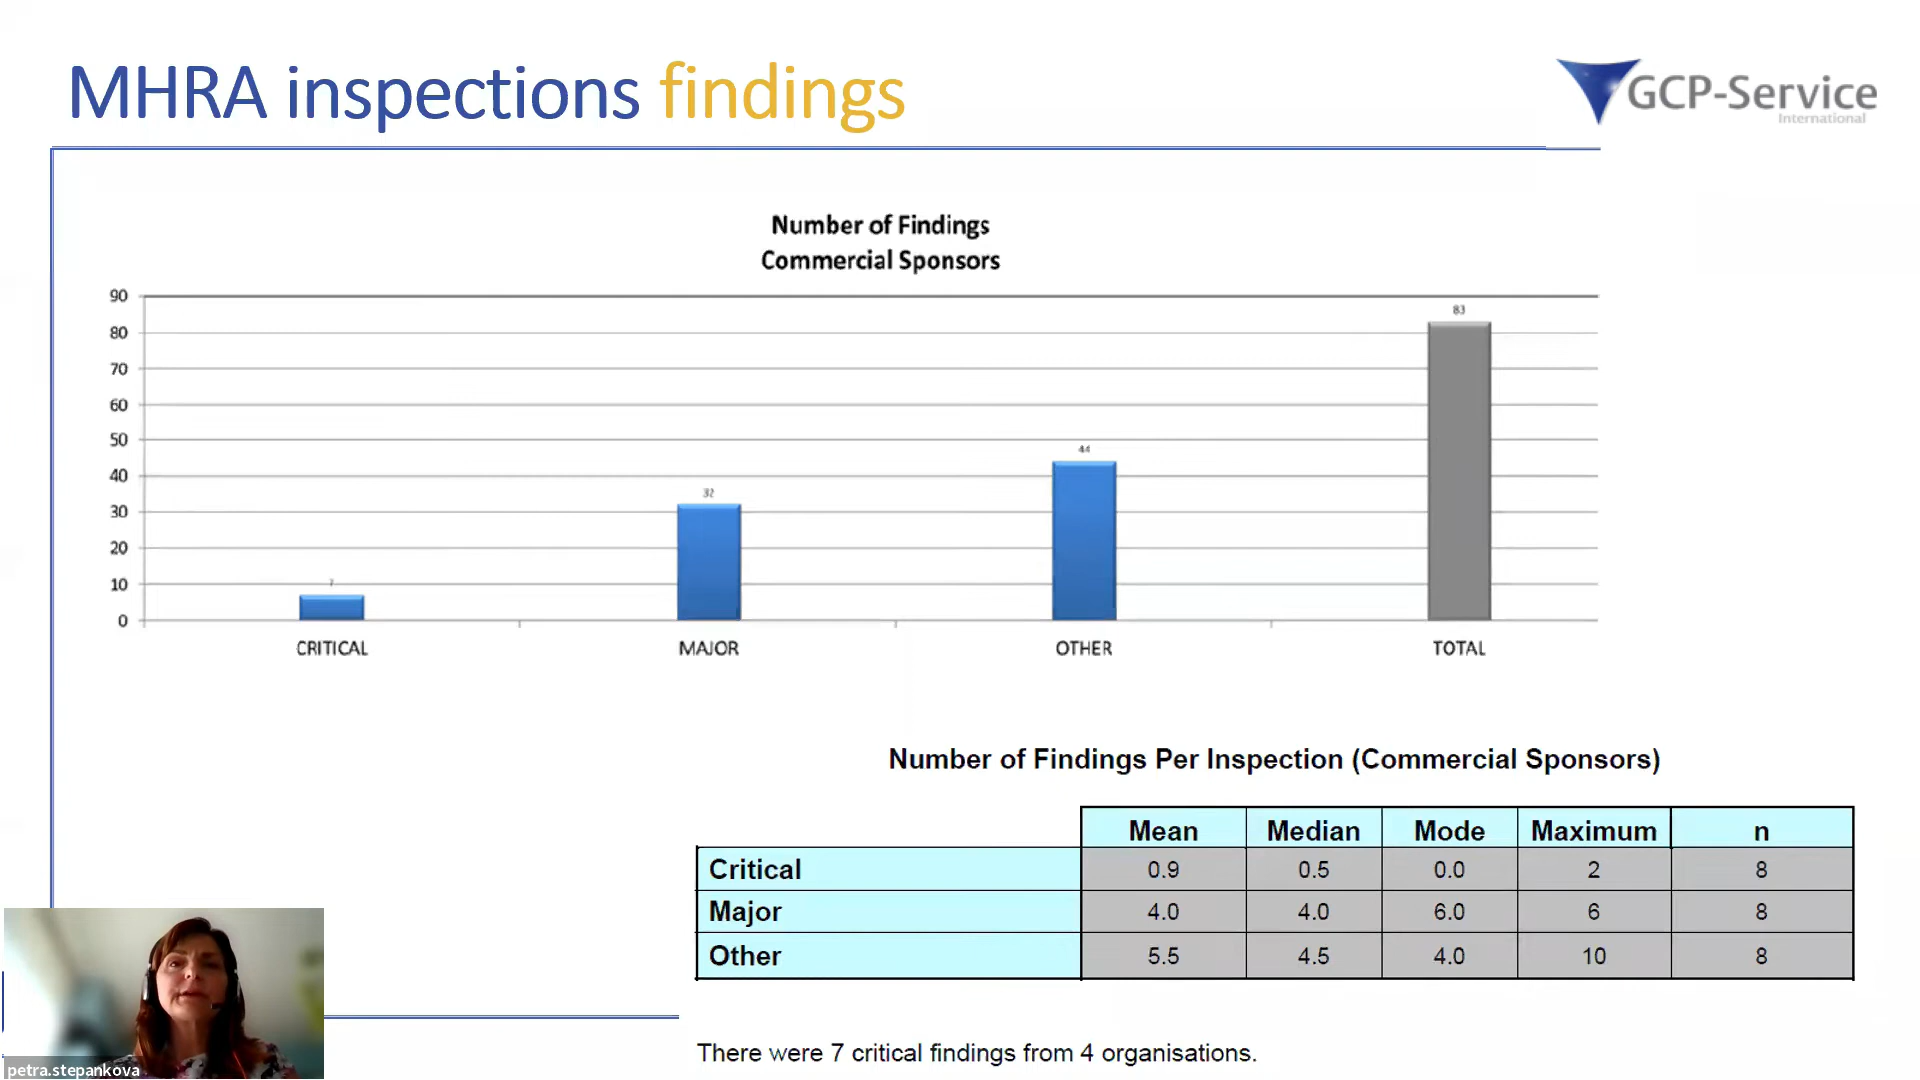 MHRA inspections findings
GCP-Service
International
Number of Findings
Commercial Sponsors
90
80
70
60
50
40
30
20
10
0
7
32
44
83
CRITICAL
MAJOR
OTHER
TOTAL
Number of Findings Per Inspection (Commercial Sponsors)
Mean Median Mode Maximum n
Critical 0.9 0.5 0.0 2 8
Major 4.0 4.0 6.0 6 8
Other 5.5 4.5 4.0 10 8
There were 7 critical findings from 4 organisations.
petra.stepankova